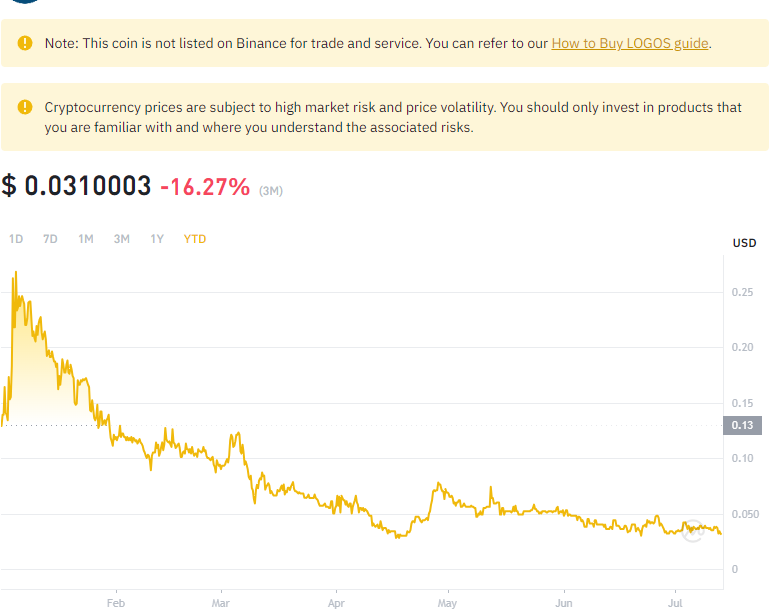 Note: This coin is not listed on Binance for trade and service. You can refer to our How to Buy LOGOS guide.
Cryptocurrency prices are subject to high market risk and price volatility. You should only invest in products that
you are familiar with and where you understand the associated risks.
$ 0.0310003 -16.27% (3M)
1D 7D 1M 3M 1Y YTD
USD
0.25
0.20
0.15
0.13
0.10
0.050
0
Feb Mar Apr May Jun Jul